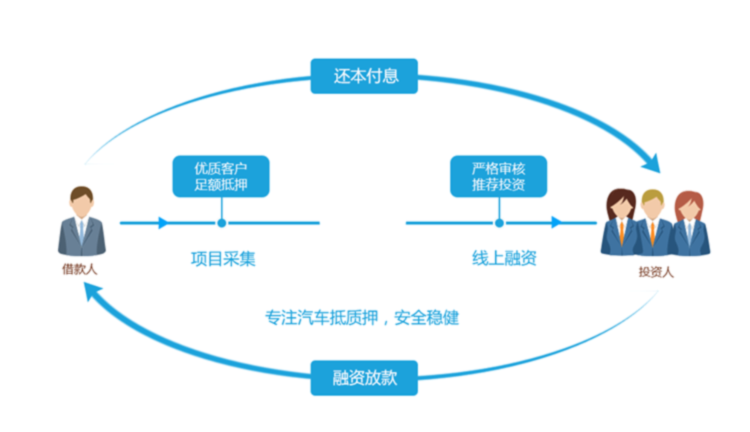 还本付息
优质客户
足额抵押
严格审核
推荐投资
借款人
项目采集
线上融资
投资人
专注汽车抵质押，安全稳健
融资放款